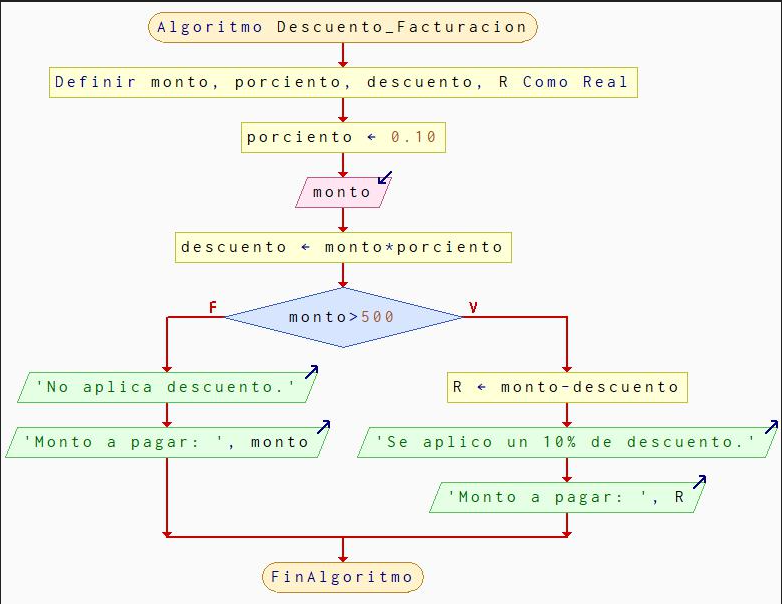 Algoritmo Descuento_Facturacion
Definir monto, porciento, descuento, R Como Real
porciento ← 0.10
monto
descuento ← monto*porciento
monto>500
F
V
'No aplica descuento.'
'Monto a pagar: ', monto
R ← monto-descuento
'Se aplico un 10% de descuento.'
'Monto a pagar: ', R
FinAlgoritmo